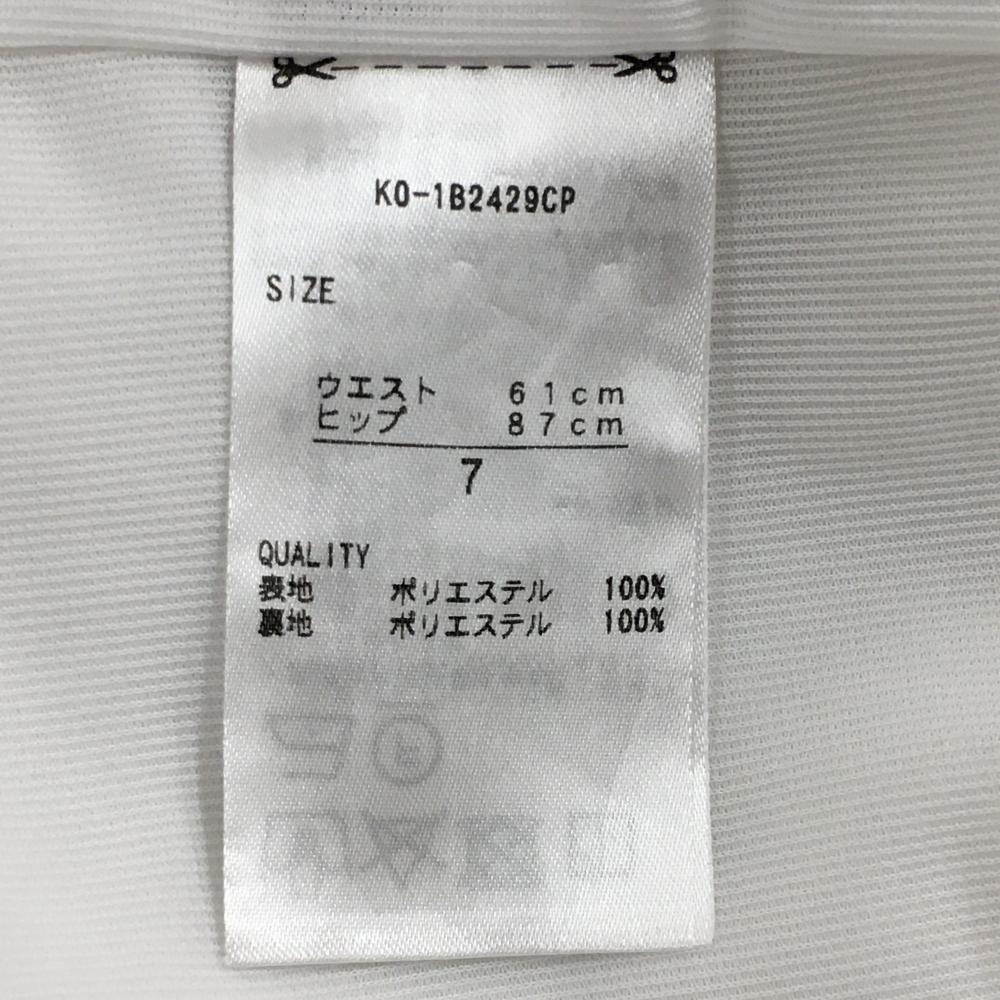 K0-1B2429CP
SIZE
ウエスト 61cm
ヒップ 87cm
7
QUALITY
表地 ポリエステル 100%
裏地 ポリエステル 100%